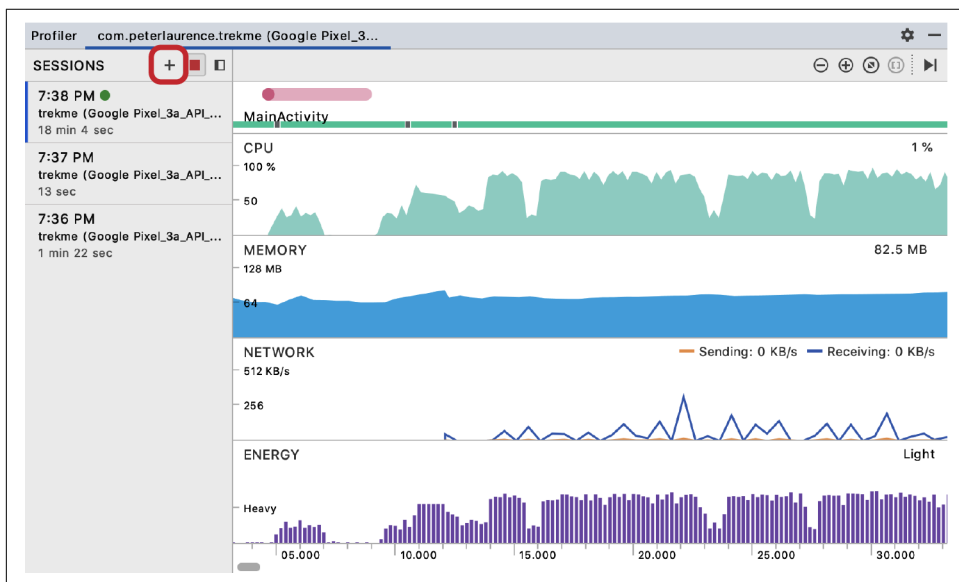 Profiler com.peterlaurence.trekme (Google Pixel_3...
SESSIONS
7:38 PM
trekme (Google Pixel_3a_API_...
18 min 4 sec
7:37 PM
trekme (Google Pixel_3a_API_...
13 sec
7:36 PM
trekme (Google Pixel_3a_API_...
1 min 22 sec
MainActivity
CPU 1 %
100 %
50
MEMORY 82.5 MB
128 MB
64
NETWORK Sending: 0 KB/s Receiving: 0 KB/s
512 KB/s
256
ENERGY Light
Heavy
05.000 10.000 15.000 20.000 25.000 30.000